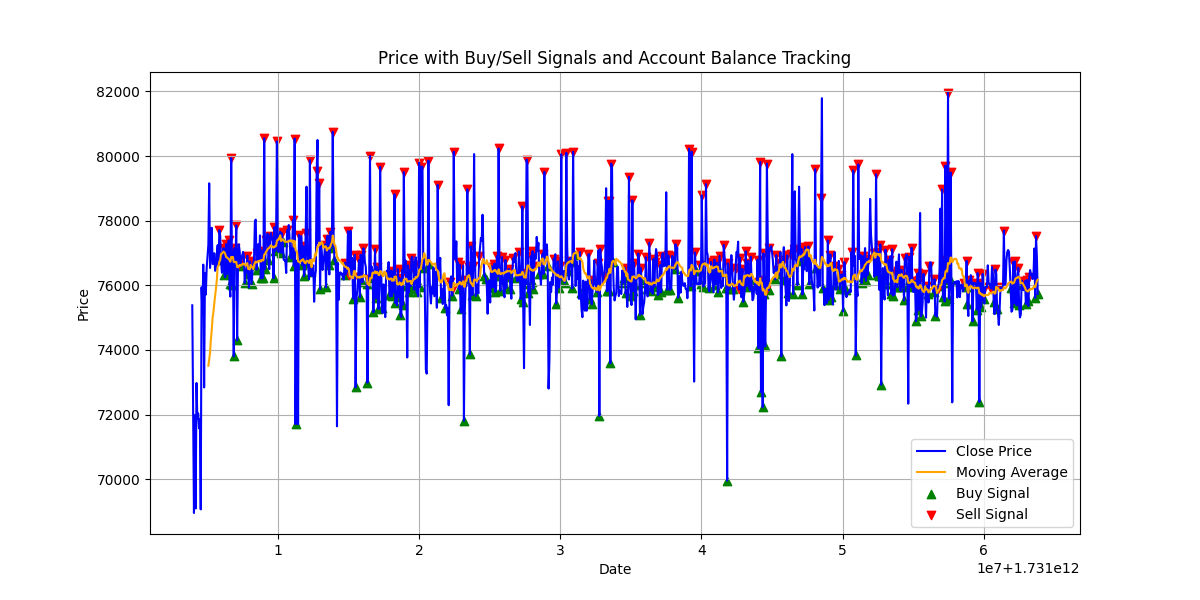 Price with Buy/Sell Signals and Account Balance Tracking
82000
80000
78000
76000
74000
72000
70000
Price
Close Price
Moving Average
Buy Signal
Sell Signal
1 2 3 4 5 6
Date
1e7+1.731e12